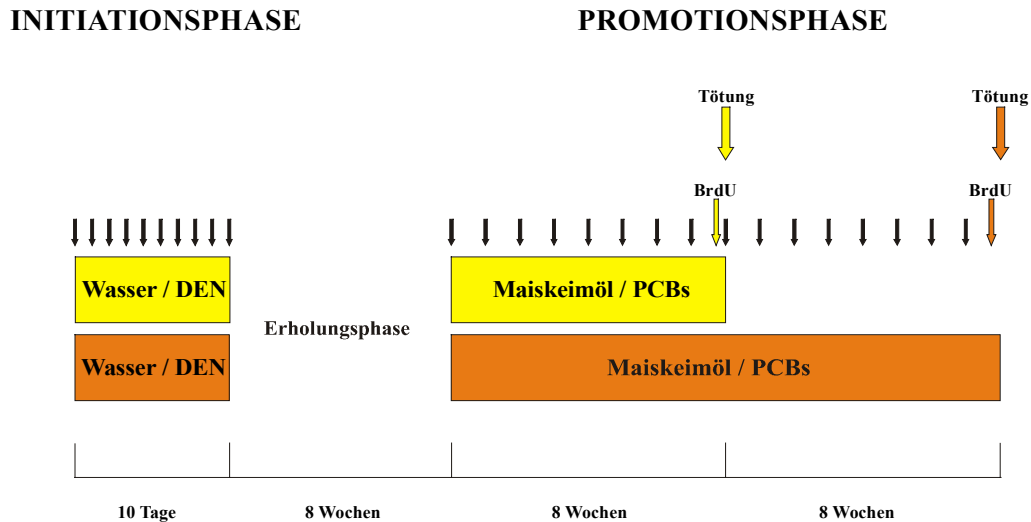 INITIATIONSPHASE
PROMOTIONSPHASE
Tötung
Tötung
BrdU
BrdU
Wasser / DEN
Maiskeimöl / PCBs
Erholungsphase
Wasser / DEN
Maiskeimöl / PCBs
10 Tage
8 Wochen
8 Wochen
8 Wochen